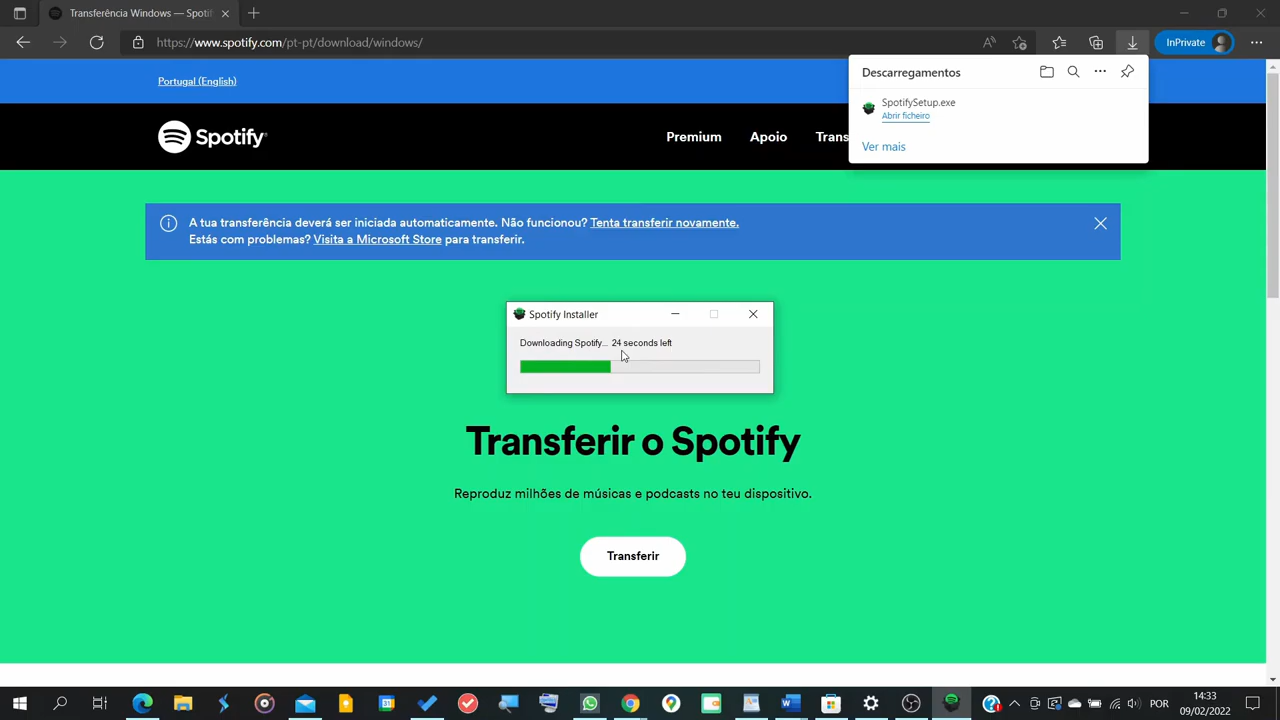 Transferência Windows — Spotif
https://www.spotify.com/pt-pt/download/windows/
InPrivate
Portugal (English)
Descarregamentos
SpotifySetup.exe
Abrir ficheiro
Ver mais
Spotify
Premium
Apoio
Trans
A tua transferência deverá ser iniciada automaticamente. Não funcionou? Tenta transferir novamente.
Estás com problemas? Visita a Microsoft Store para transferir.
Spotify Installer
Downloading Spotify... 24 seconds left
Transferir o Spotify
Reproduz milhões de músicas e podcasts no teu dispositivo.
Transferir
POR
14:33
09/02/2022